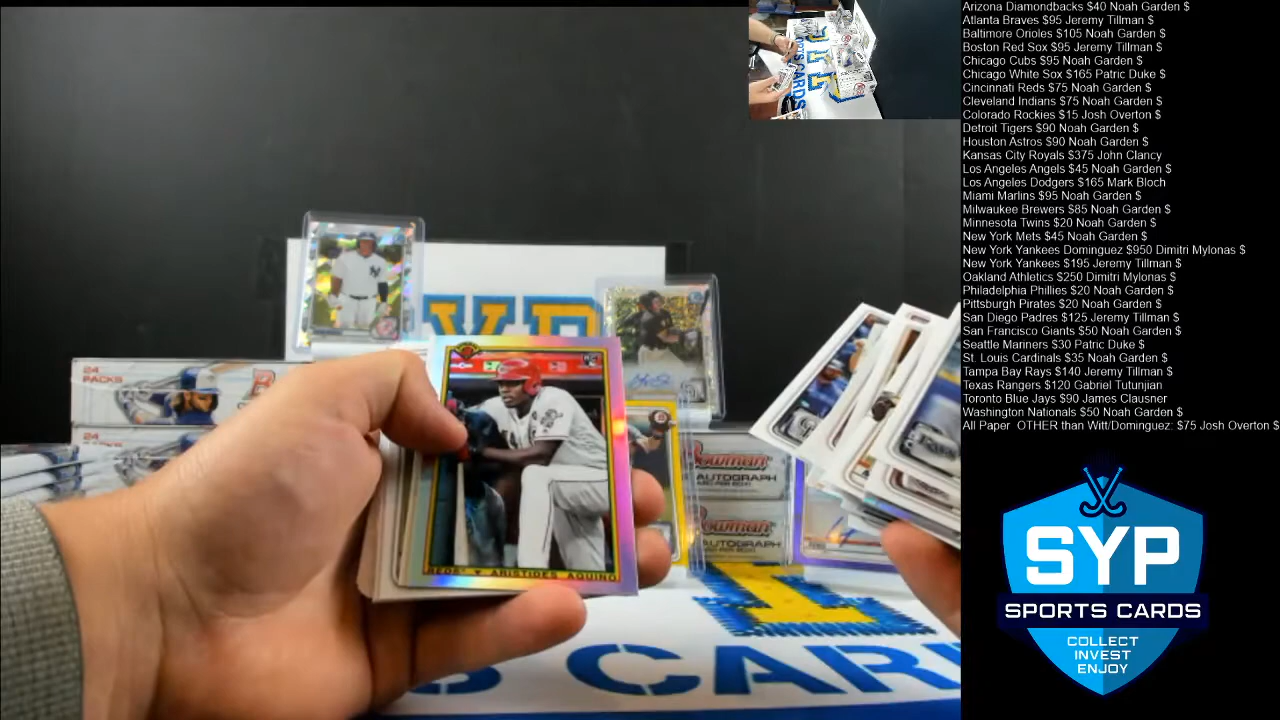 Arizona Diamondbacks $40 Noah Garden $
Atlanta Braves $95 Jeremy Tillman $
Baltimore Orioles $105 Noah Garden $
Boston Red Sox $95 Jeremy Tillman $
Chicago Cubs $95 Noah Garden $
Chicago White Sox $165 Patric Duke $
Cincinnati Reds $75 Noah Garden $
Cleveland Indians $75 Noah Garden $
Colorado Rockies $15 Josh Overton $
Detroit Tigers $90 Noah Garden $
Houston Astros $90 Noah Garden $
Kansas City Royals $375 John Clancy
Los Angeles Angels $45 Noah Garden $
Los Angeles Dodgers $165 Mark Bloch
Miami Marlins $95 Noah Garden $
Milwaukee Brewers $85 Noah Garden $
Minnesota Twins $20 Noah Garden $
New York Mets $45 Noah Garden $
New York Yankees Dominguez $950 Dimitri Mylonas $
New York Yankees $195 Jeremy Tillman $
Oakland Athletics $250 Dimitri Mylonas $
Philadelphia Phillies $20 Noah Garden $
Pittsburgh Pirates $20 Noah Garden $
San Diego Padres $125 Jeremy Tillman $
San Francisco Giants $50 Noah Garden $
Seattle Mariners $30 Patric Duke $
St. Louis Cardinals $35 Noah Garden $
Tampa Bay Rays $140 Jeremy Tillman $
Texas Rangers $120 Gabriel Tutunjian
Toronto Blue Jays $90 James Clausner
Washington Nationals $50 Noah Garden $
All Paper OTHER than Witt/Dominguez: $75 Josh Overton $
SYP
SPORTS CARDS
COLLECT
INVEST
ENJOY
24
PACKS
24
REDS ARISTIDES AQUINO
Bowman
AUTOGRAPH
Bowman
AUTOGRAPH
CARDS